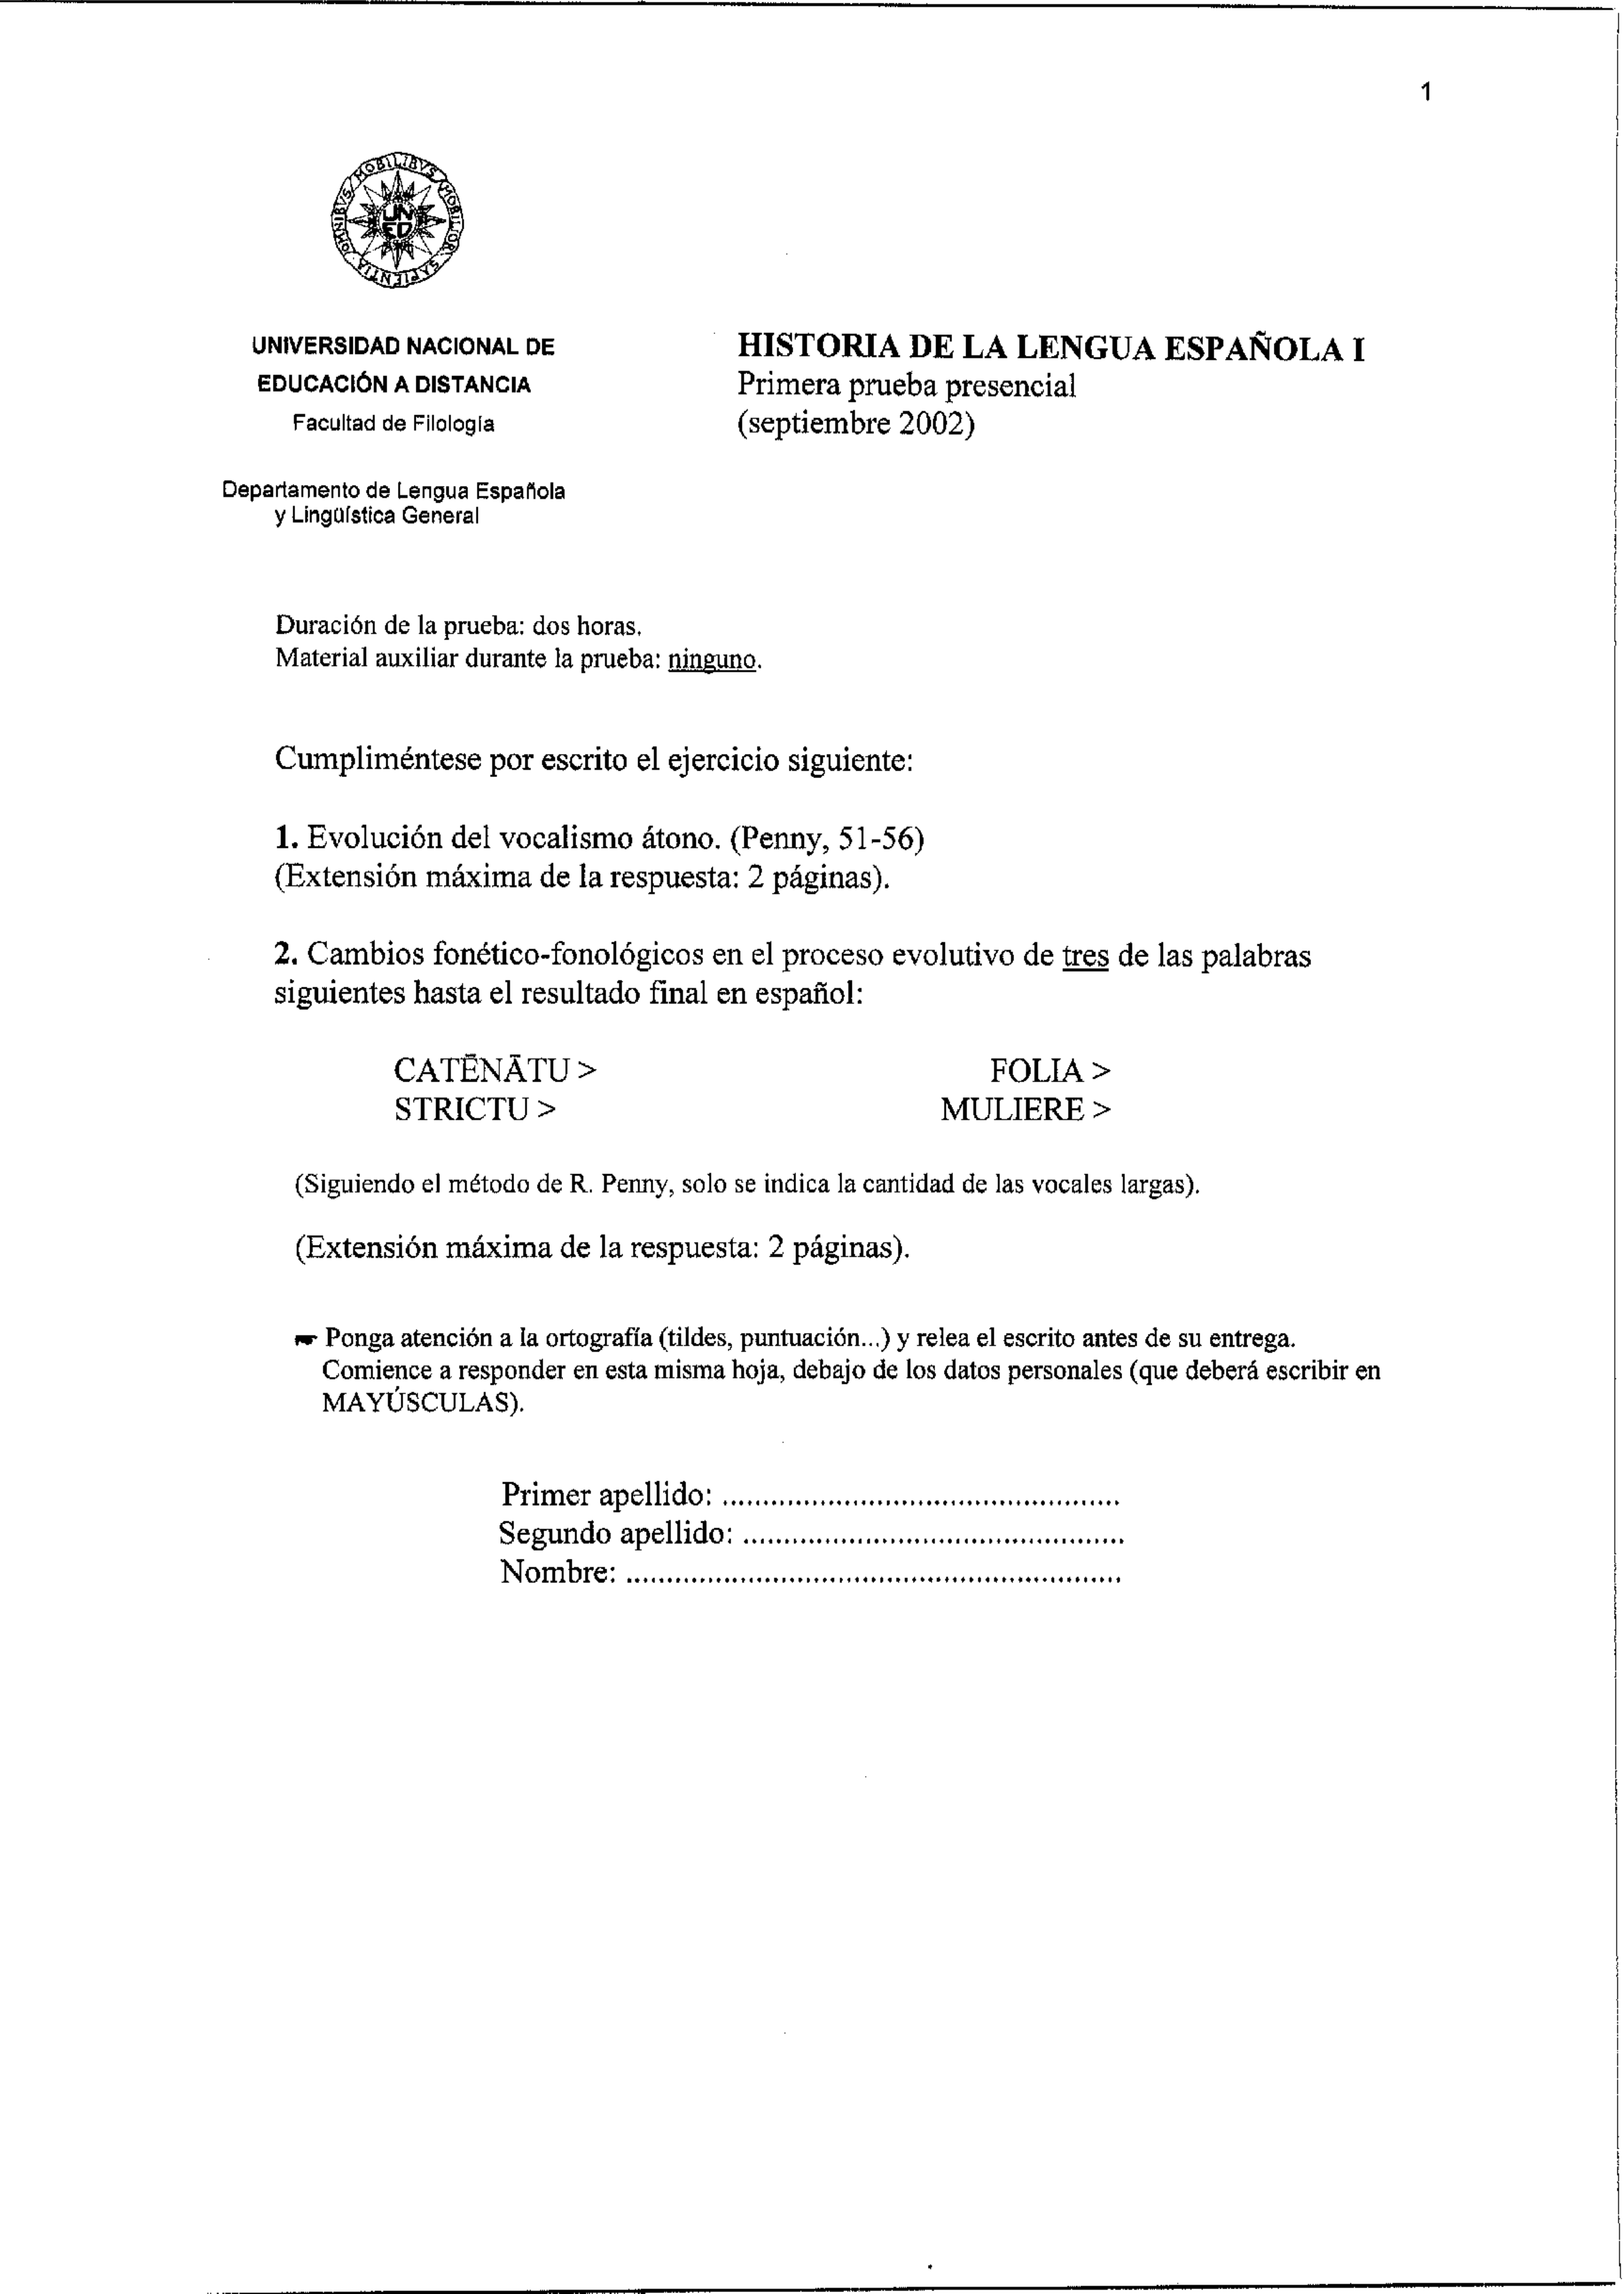 1
OMNIBVS MOBILIBVS MOBILIOR SAPIENTIA
UNED
UNIVERSIDAD NACIONAL DE
EDUCACIÓN A DISTANCIA
Facultad de Filología
Departamento de Lengua Española
y Lingüística General
HISTORIA DE LA LENGUA ESPAÑOLA I
Primera prueba presencial
(septiembre 2002)
Duración de la prueba: dos horas.
Material auxiliar durante la prueba: ninguno.
Cumpliméntese por escrito el ejercicio siguiente:
1. Evolución del vocalismo átono. (Penny, 51-56)
(Extensión máxima de la respuesta: 2 páginas).
2. Cambios fonético-fonológicos en el proceso evolutivo de tres de las palabras
siguientes hasta el resultado final en español:
CATĒNĀTU > FOLIA >
STRICTU > MULIERE >
(Siguiendo el método de R. Penny, solo se indica la cantidad de las vocales largas).
(Extensión máxima de la respuesta: 2 páginas).
☛ Ponga atención a la ortografía (tildes, puntuación...) y relea el escrito antes de su entrega.
Comience a responder en esta misma hoja, debajo de los datos personales (que deberá escribir en
MAYÚSCULAS).
Primer apellido: .................................................
Segundo apellido: ...............................................
Nombre: .............................................................